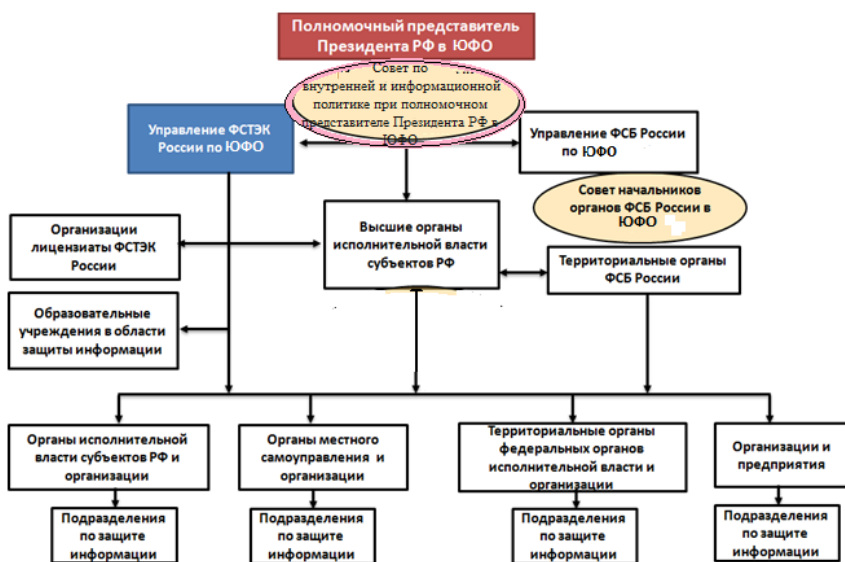 Полномочный представитель
Президента РФ в ЮФО
Совет по
внутренней и информационной
политике при полномочном
представителе Президента РФ в
ЮФО
Управление ФСТЭК
России по ЮФО
Управление ФСБ России
по ЮФО
Совет начальников
органов ФСБ России в
ЮФО
Организации
лицензиаты ФСТЭК
России
Высшие органы
исполнительной власти
субъектов РФ
Территориальные органы
ФСБ России
Образовательные
учреждения в области
защиты информации
Органы исполнительной
власти субъектов РФ и
организации
Органы местного
самоуправления и
организации
Территориальные органы
федеральных органов
исполнительной власти и
организации
Организации и
предприятия
Подразделения
по защите
информации
Подразделения
по защите
информации
Подразделения
по защите
информации
Подразделения
по защите
информации